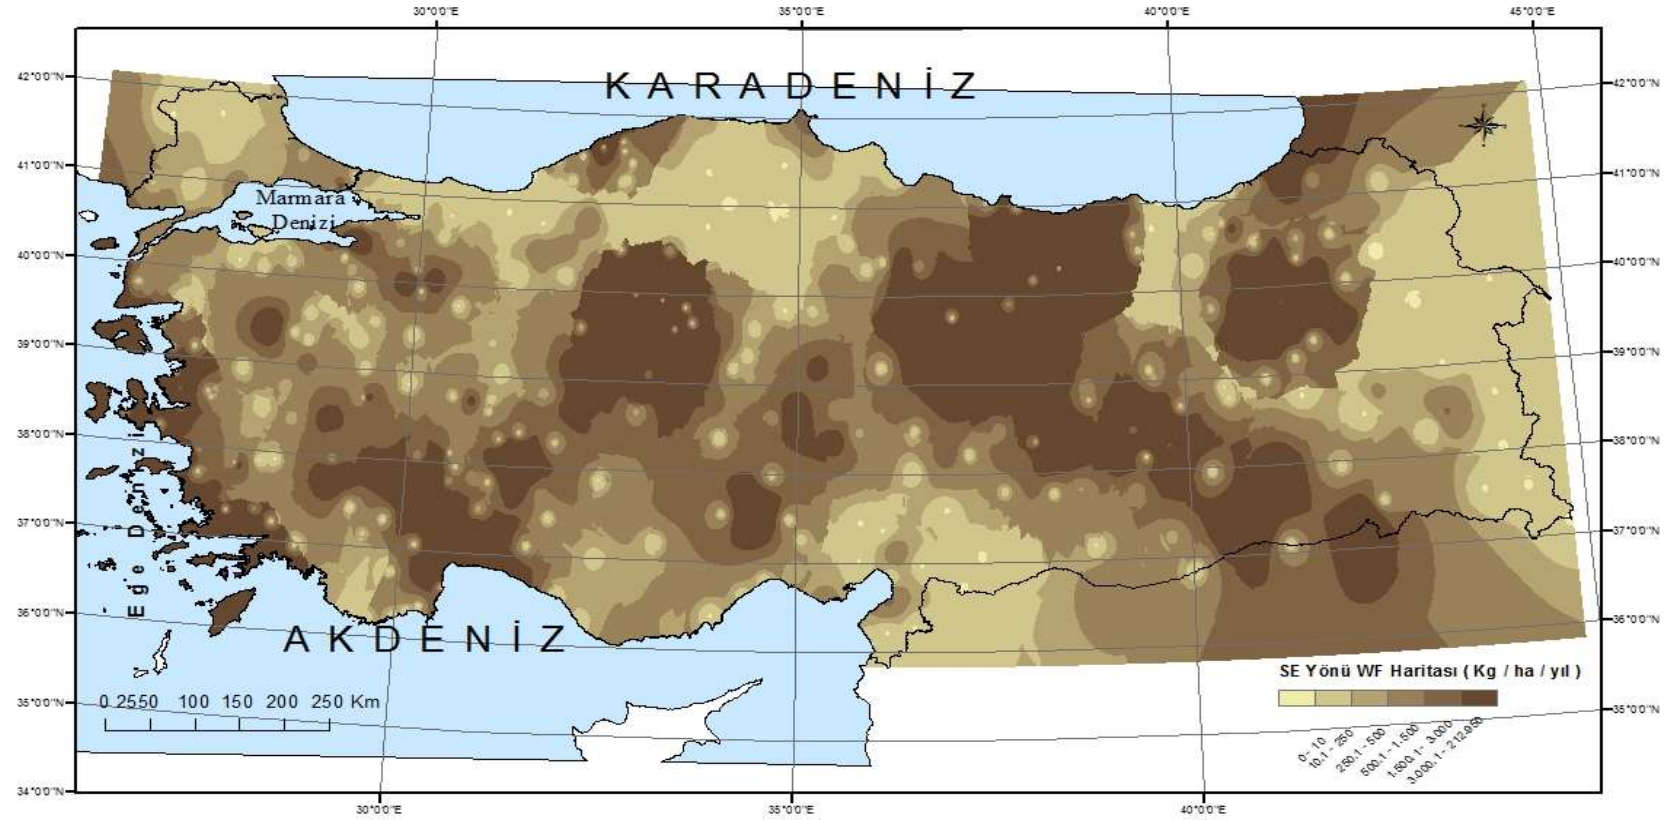 30°0'0"E 35°0'0"E 40°0'0"E 45°0'0"E
42°0'0"N 42°0'0"N
KARADENİZ
41°0'0"N 41°0'0"N
Marmara
Denizi
40°0'0"N 40°0'0"N
39°0'0"N 39°0'0"N
38°0'0"N 38°0'0"N
Ege Denizi
37°0'0"N 37°0'0"N
36°0'0"N 36°0'0"N
AKDENİZ
SE Yönü WF Haritası ( Kg / ha / yıl )
0 2550 100 150 200 250 Km
35°0'0"N 35°0'0"N
0 - 10
10.1 - 250
250.1 - 500
500.1 - 1.500
1.500.1 - 3.000
3.000.1 - 212.950
34°0'0"N
30°0'0"E 35°0'0"E 40°0'0"E